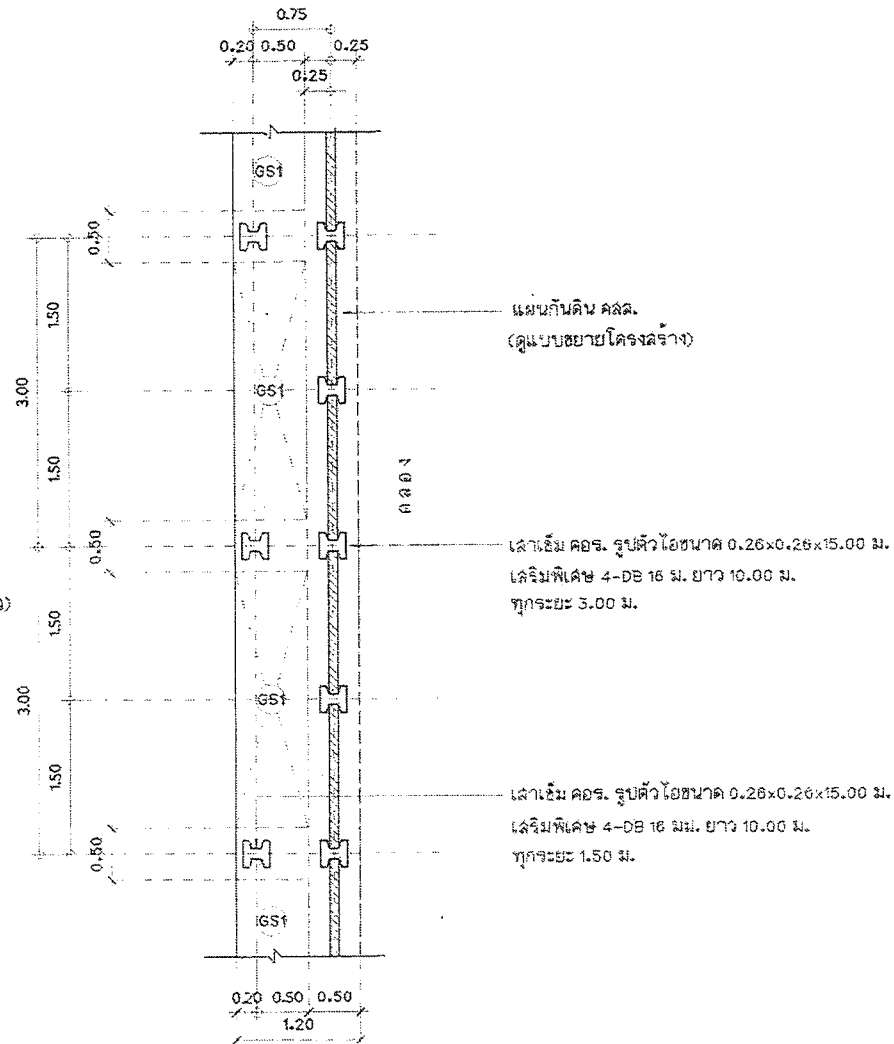 0.75
0.20 0.50 0.25
0.25
GS1
0.50
1.50
แผ่นกันดิน คสล.
(ดูแบบขยายโครงสร้าง)
3.00
GS1
1.50
คลอง
0.50
เสาเข็ม คอร. รูปตัวไอขนาด 0.26x0.26x15.00 ม.
เสริมพิเศษ 4-DB 16 ม. ยาว 10.00 ม.
ทุกระยะ 3.00 ม.
1.50
GS1
3.00
1.50
เสาเข็ม คอร. รูปตัวไอขนาด 0.26x0.26x15.00 ม.
เสริมพิเศษ 4-DB 16 มม. ยาว 10.00 ม.
ทุกระยะ 1.50 ม.
0.50
GS1
0.20 0.50 0.50
1.20